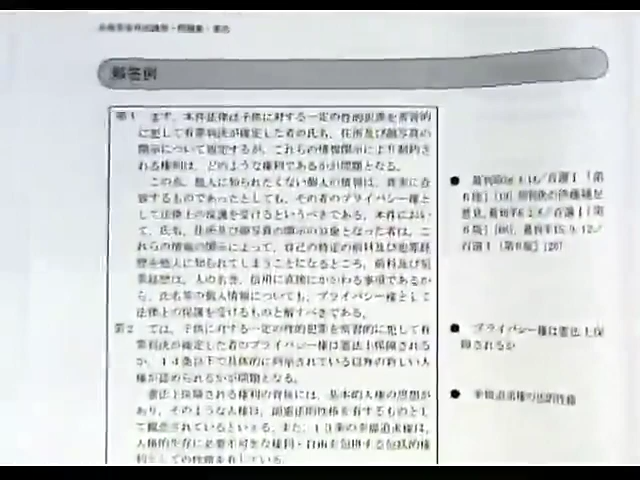 解答例
第1 まず、本件法律は子供に対する一定の性的犯罪を常習的
に犯して有罪判決が確定した者の氏名、住所及び顔写真の
開示について規定するが、これらの情報開示により制約さ
れる権利は、どのような権利であるかが問題となる。
この点、他人に知られたくない個人の情報は、真実に合
致するものであったとしても、その者のプライバシー権と
して法律上の保護を受けるというべきである。本件におい
て、氏名、住所及び顔写真の開示の対象となった者は、こ
れらの情報の開示によって、自己の特定の前科及び犯罪経
歴を他人に知られてしまうことになるところ、前科及び犯
罪経歴は、人の名誉、信用に直接にかかわる事項であるか
ら、氏名等の個人情報についても、プライバシー権として
法律上の保護を受けるものと解すべきである。
第2 では、子供に対する一定の性的犯罪を常習的に犯して有
罪判決が確定した者のプライバシー権は憲法上保障される
か。14条以下で具体的に列示されている以外の新しい人
権が認められるかが問題となる。
憲法上保障される権利の背景には、基本的人権の思想が
あり、そのような人権は、前憲法的性格を有するものとし
て観念されているといえる。また、13条の幸福追求権は、
人格的生存に必要不可欠な権利・自由を包摂する包括的権
利としての性格を有している。
● プライバシー権は憲法上保
障されるか
● 幸福追求権の法的性格